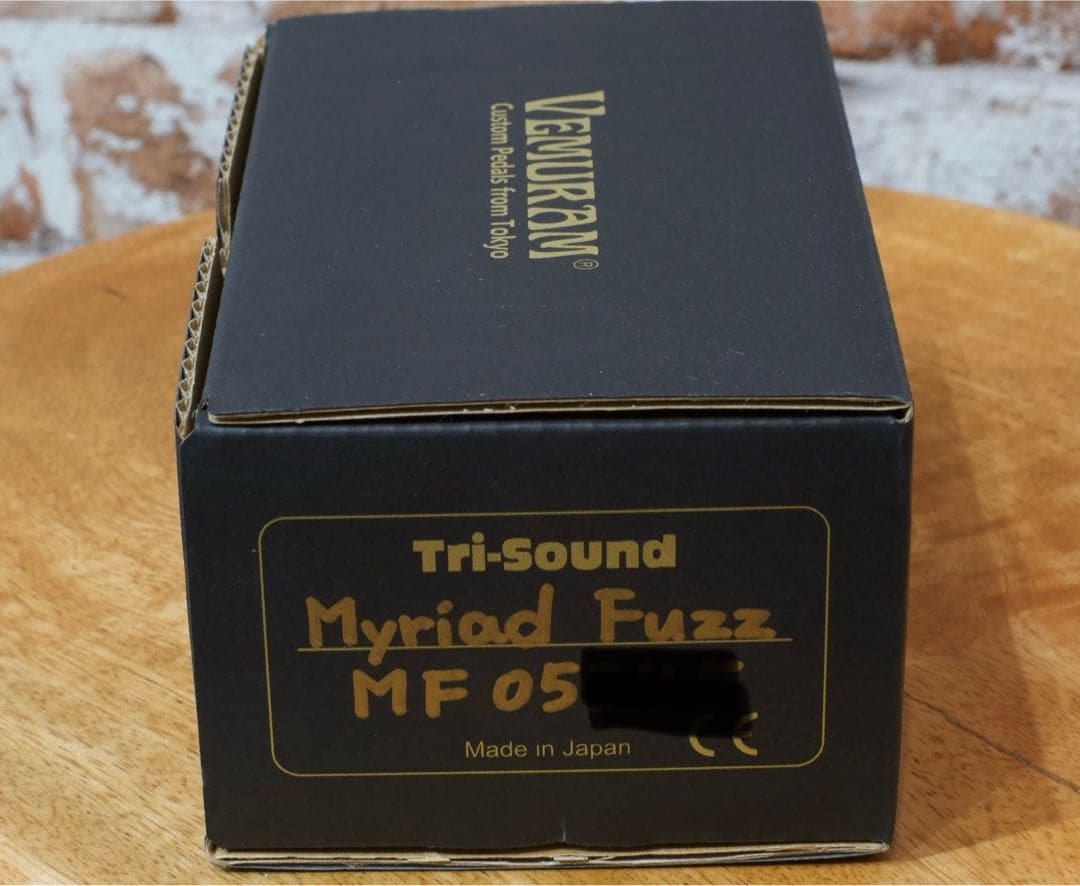 VEMURAM®
Custom Pedals from Tokyo
Tri-Sound
Myriad Fuzz
MF 05
Made in Japan
CE